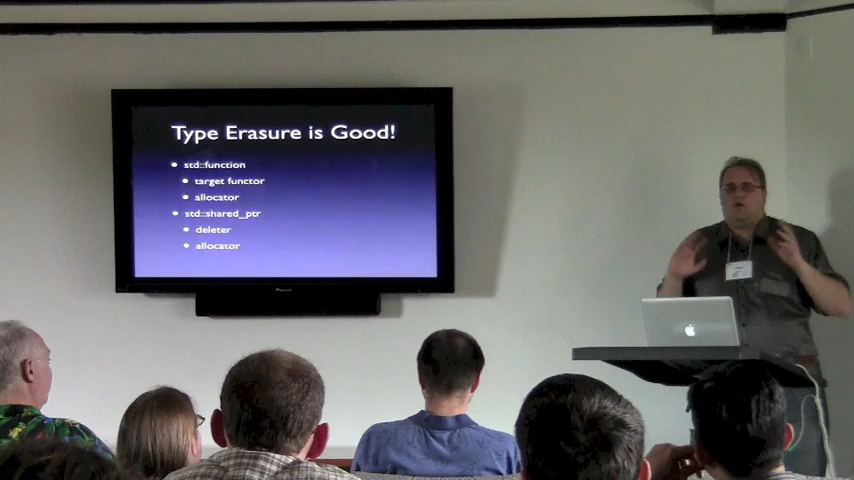 Type Erasure is Good!
std::function
target functor
allocator
std::shared_ptr
deleter
allocator